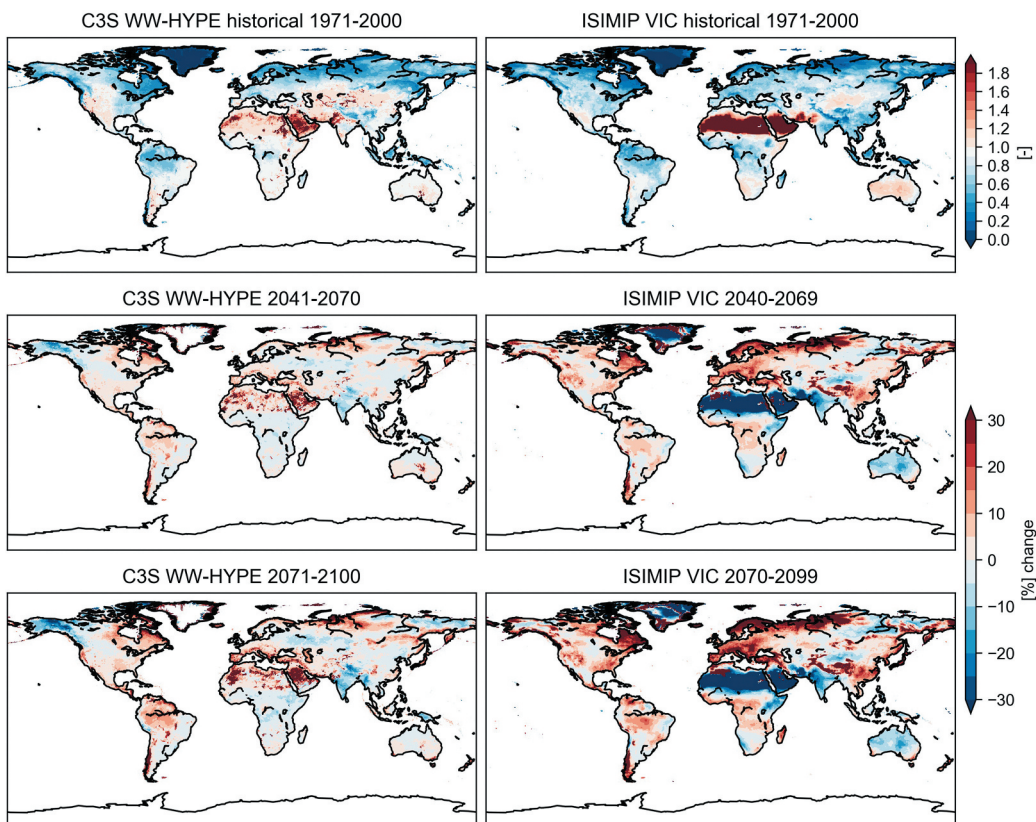 C3S WW-HYPE historical 1971-2000
ISIMIP VIC historical 1971-2000
1.8
1.6
1.4
1.2
1.0
0.8
0.6
0.4
0.2
0.0
[-]
C3S WW-HYPE 2041-2070
ISIMIP VIC 2040-2069
C3S WW-HYPE 2071-2100
ISIMIP VIC 2070-2099
30
20
10
0
−10
−20
−30
[%] change